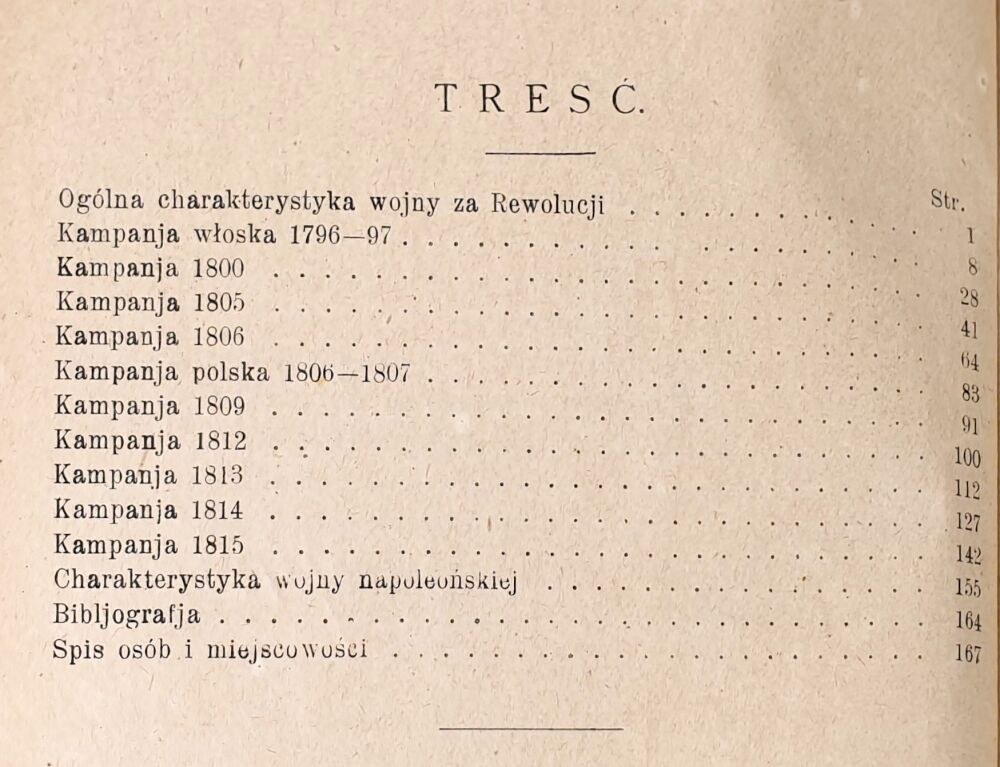 TRESĆ.
Str.
Ogólna charakterystyka wojny za Rewolucji . . . . . . . . . 1
Kampanja włoska 1796—97 . . . . . . . . . 8
Kampanja 1800 . . . . . . . . . 28
Kampanja 1805 . . . . . . . . . 41
Kampanja 1806 . . . . . . . . . 64
Kampanja polska 1806—1807 . . . . . . . . . 83
Kampanja 1809 . . . . . . . . . 91
Kampanja 1812 . . . . . . . . . 100
Kampanja 1813 . . . . . . . . . 112
Kampanja 1814 . . . . . . . . . 127
Kampanja 1815 . . . . . . . . . 142
Charakterystyka wojny napoleońskiej . . . . . . . . . 155
Bibljografja . . . . . . . . . 164
Spis osób i miejscowości . . . . . . . . . 167